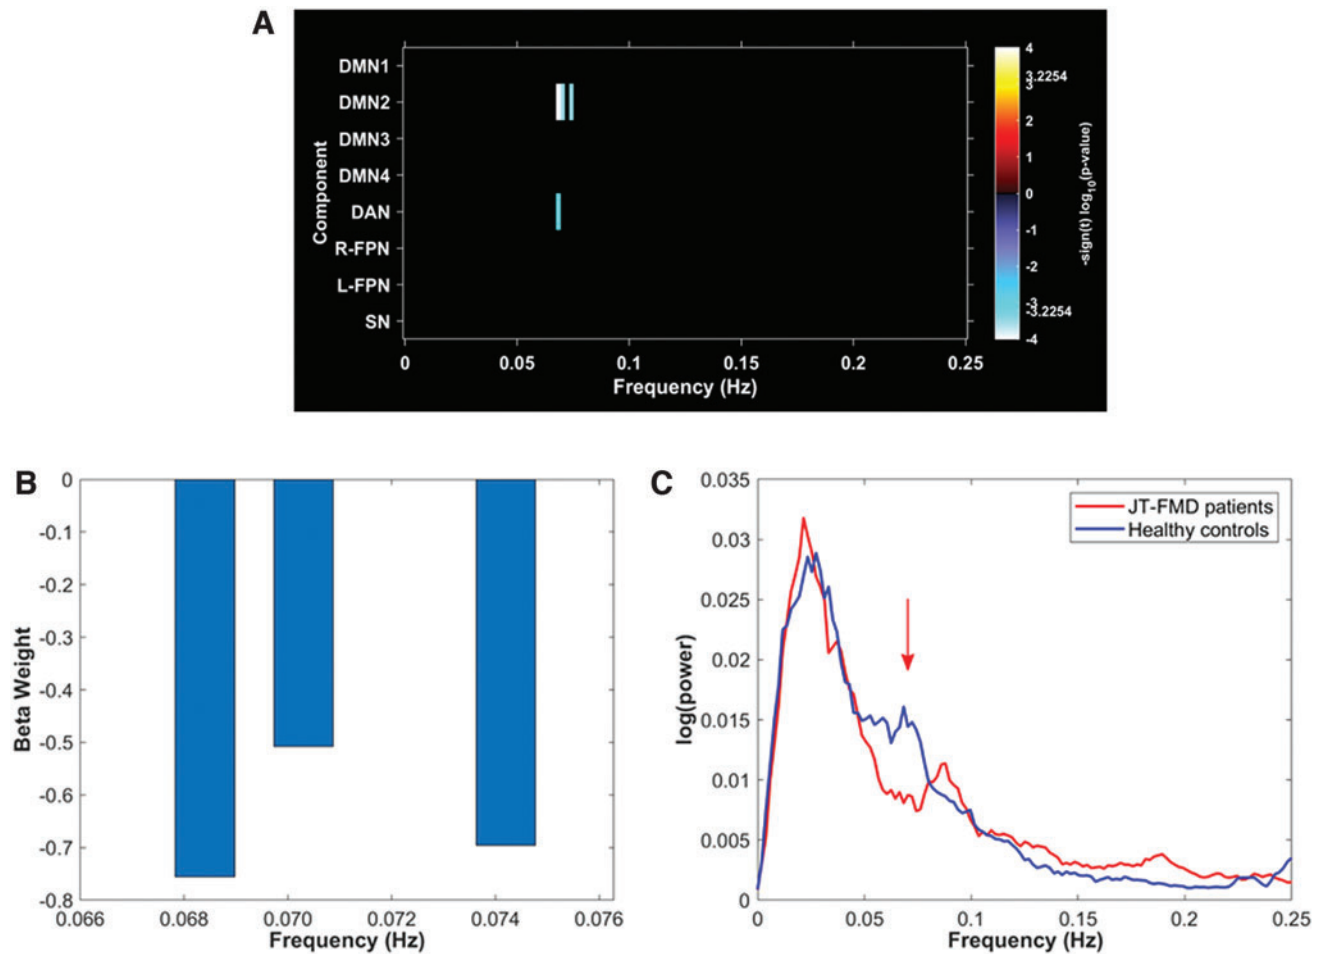 A
DMN1
DMN2
DMN3
DMN4
DAN
R-FPN
L-FPN
SN
Component
0 0.05 0.1 0.15 0.2 0.25
Frequency (Hz)
4
3.2254
3
2
1
0
-1
-2
-3
-3.2254
-4
-sign(t) log10(p-value)
B
0
-0.1
-0.2
-0.3
-0.4
-0.5
-0.6
-0.7
-0.8
Beta Weight
0.066 0.068 0.070 0.072 0.074 0.076
Frequency (Hz)
C
0.035
0.03
0.025
0.02
0.015
0.01
0.005
0
log(power)
JT-FMD patients
Healthy controls
0 0.05 0.1 0.15 0.2 0.25
Frequency (Hz)